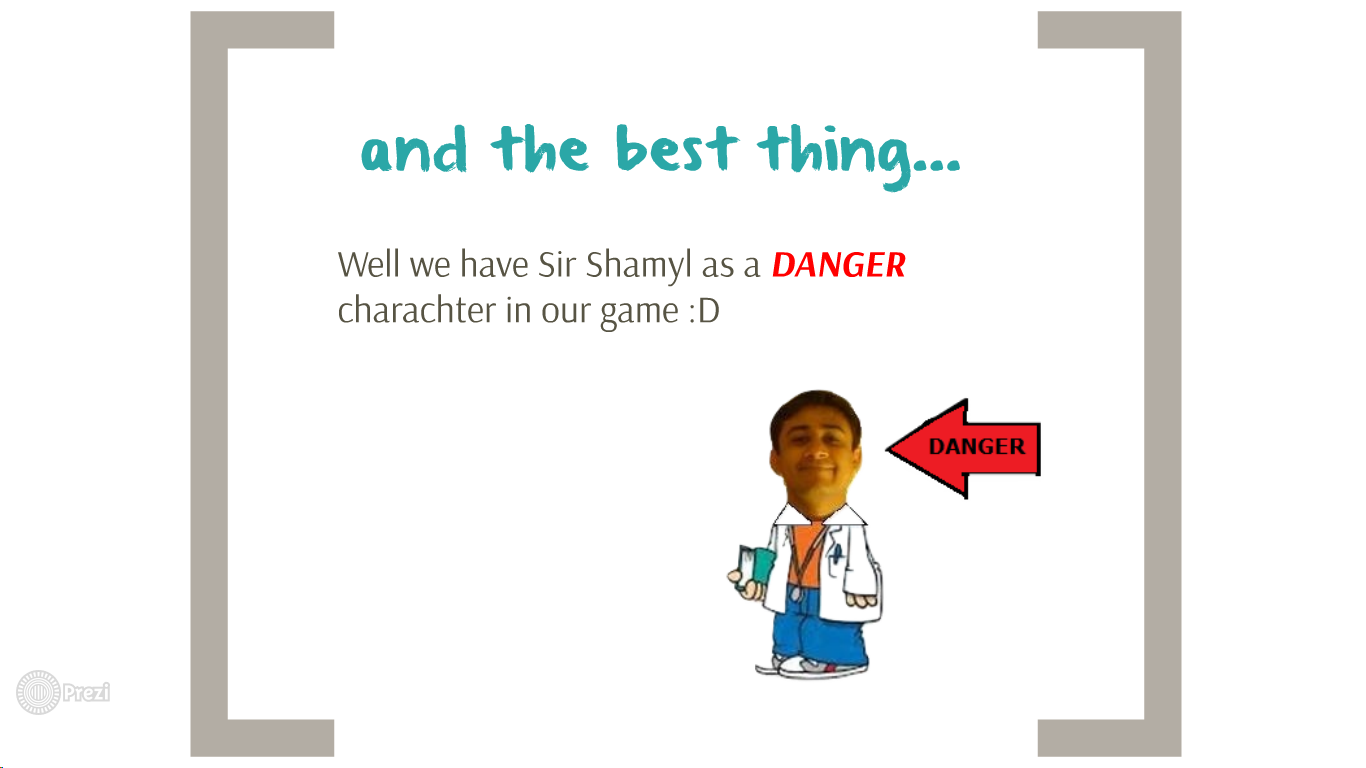 and the best thing...
Well we have Sir Shamyl as a DANGER
charachter in our game :D
DANGER
Prezi